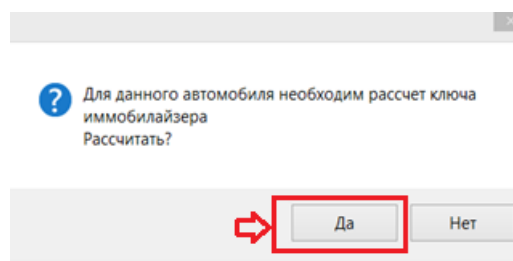 Для данного автомобиля необходим рассчет ключа
иммобилайзера
Рассчитать?
Да
Нет